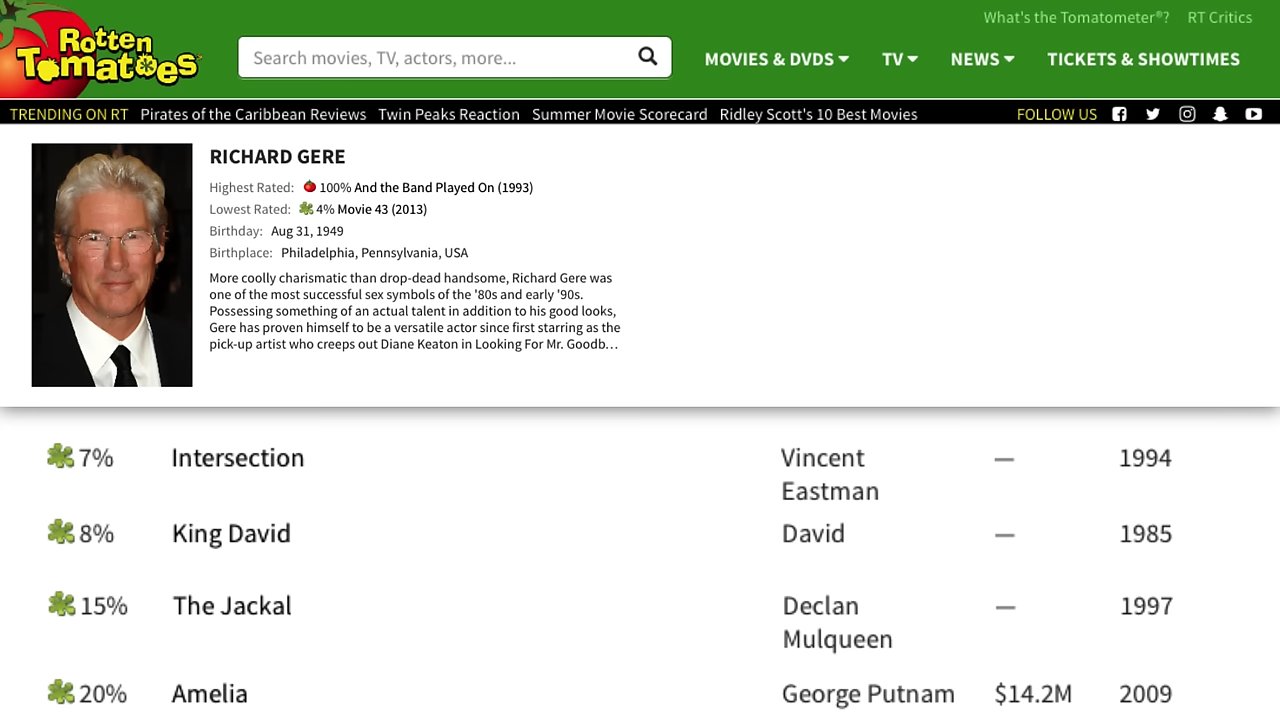 What's the Tomatometer®? RT Critics
Rotten
Tomatoes
Search movies, TV, actors, more...
MOVIES & DVDS TV NEWS TICKETS & SHOWTIMES
TRENDING ON RT Pirates of the Caribbean Reviews Twin Peaks Reaction Summer Movie Scorecard Ridley Scott's 10 Best Movies FOLLOW US
RICHARD GERE
Highest Rated: 100% And the Band Played On (1993)
Lowest Rated: 4% Movie 43 (2013)
Birthday: Aug 31, 1949
Birthplace: Philadelphia, Pennsylvania, USA
More coolly charismatic than drop-dead handsome, Richard Gere was
one of the most successful sex symbols of the '80s and early '90s.
Possessing something of an actual talent in addition to his good looks,
Gere has proven himself to be a versatile actor since first starring as the
pick-up artist who creeps out Diane Keaton in Looking For Mr. Goodb...
7% Intersection Vincent — 1994
Eastman
8% King David David — 1985
15% The Jackal Declan — 1997
Mulqueen
20% Amelia George Putnam $14.2M 2009